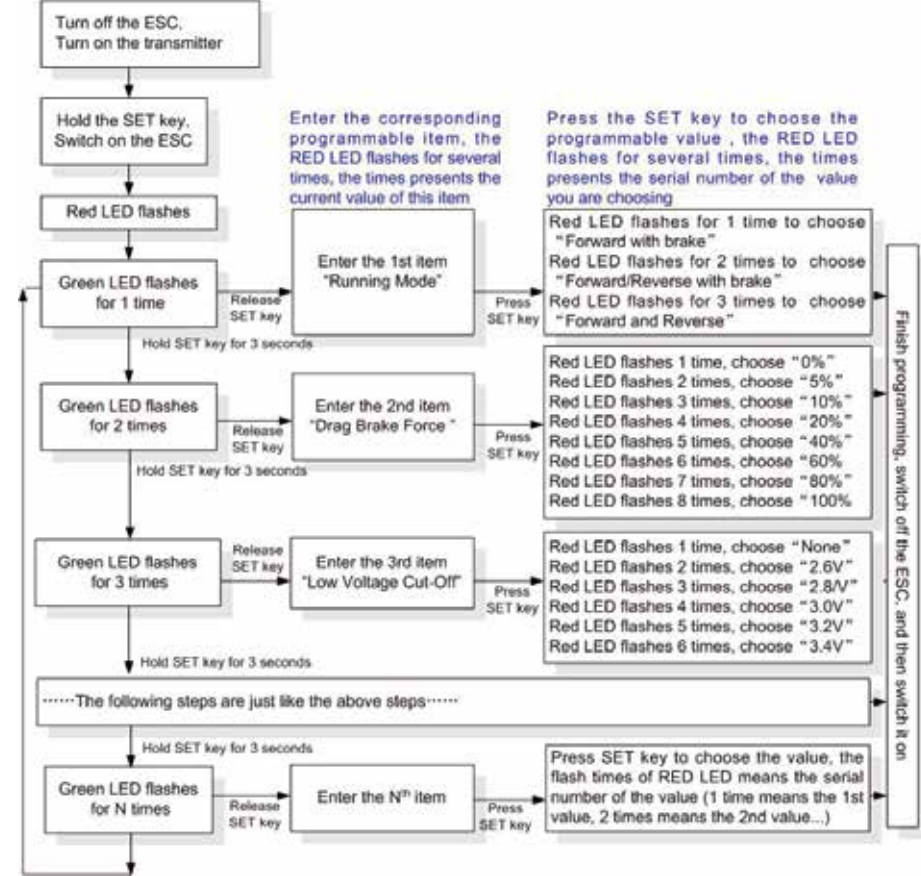 Turn off the ESC,
Turn on the transmitter
Hold the SET key,
Switch on the ESC
Enter the corresponding
programmable item, the
RED LED flashes for several
times, the times presents the
current value of this item
Press the SET key to choose the
programmable value , the RED LED
flashes for several times, the times
presents the serial number of the value
you are choosing
Red LED flashes
Green LED flashes
for 1 time
Release
SET key
Enter the 1st item
“Running Mode”
Press
SET key
Red LED flashes for 1 time to choose
“Forward with brake”
Red LED flashes for 2 times to choose
“Forward/Reverse with brake”
Red LED flashes for 3 times to choose
“Forward and Reverse”
Hold SET key for 3 seconds
Green LED flashes
for 2 times
Release
SET key
Enter the 2nd item
“Drag Brake Force ”
Press
SET key
Red LED flashes 1 time, choose “0%”
Red LED flashes 2 times, choose “5%”
Red LED flashes 3 times, choose “10%”
Red LED flashes 4 times, choose “20%”
Red LED flashes 5 times, choose “40%”
Red LED flashes 6 times, choose “60%
Red LED flashes 7 times, choose “80%”
Red LED flashes 8 times, choose “100%
Hold SET key for 3 seconds
Green LED flashes
for 3 times
Release
SET key
Enter the 3rd item
“Low Voltage Cut-Off”
Press
SET key
Red LED flashes 1 time, choose “None”
Red LED flashes 2 times, choose “2.6V”
Red LED flashes 3 times, choose “2.8/V”
Red LED flashes 4 times, choose “3.0V”
Red LED flashes 5 times, choose “3.2V”
Red LED flashes 6 times, choose “3.4V”
Hold SET key for 3 seconds
······The following steps are just like the above steps······
Hold SET key for 3 seconds
Green LED flashes
for N times
Release
SET key
Enter the Nth item
Press
SET key
Press SET key to choose the value, the
flash times of RED LED means the serial
number of the value (1 time means the 1st
value, 2 times means the 2nd value...)
Finish programming, switch off the ESC, and then switch it on